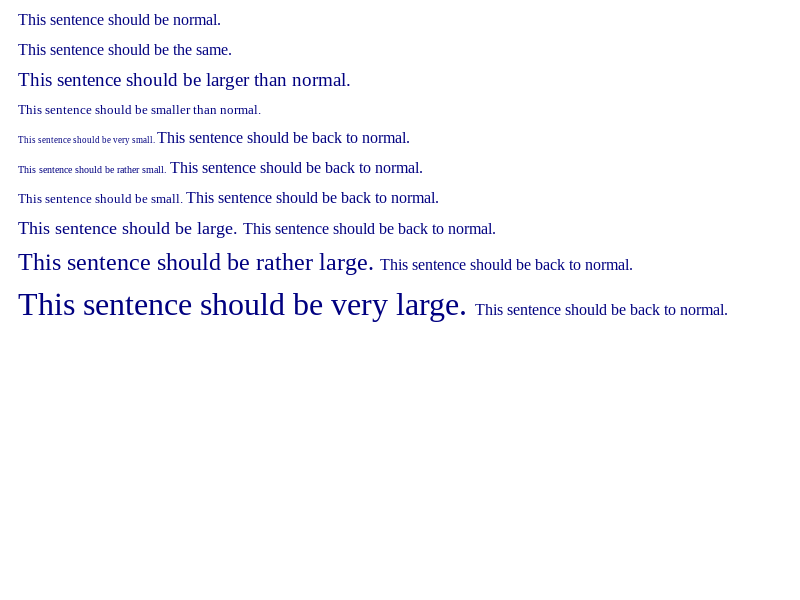 This sentence should be normal.
This sentence should be the same.
This sentence should be larger than normal.
This sentence should be smaller than normal.
This sentence should be very small. This sentence should be back to normal.
This sentence should be rather small. This sentence should be back to normal.
This sentence should be small. This sentence should be back to normal.
This sentence should be large. This sentence should be back to normal.
This sentence should be rather large. This sentence should be back to normal.
This sentence should be very large. This sentence should be back to normal.